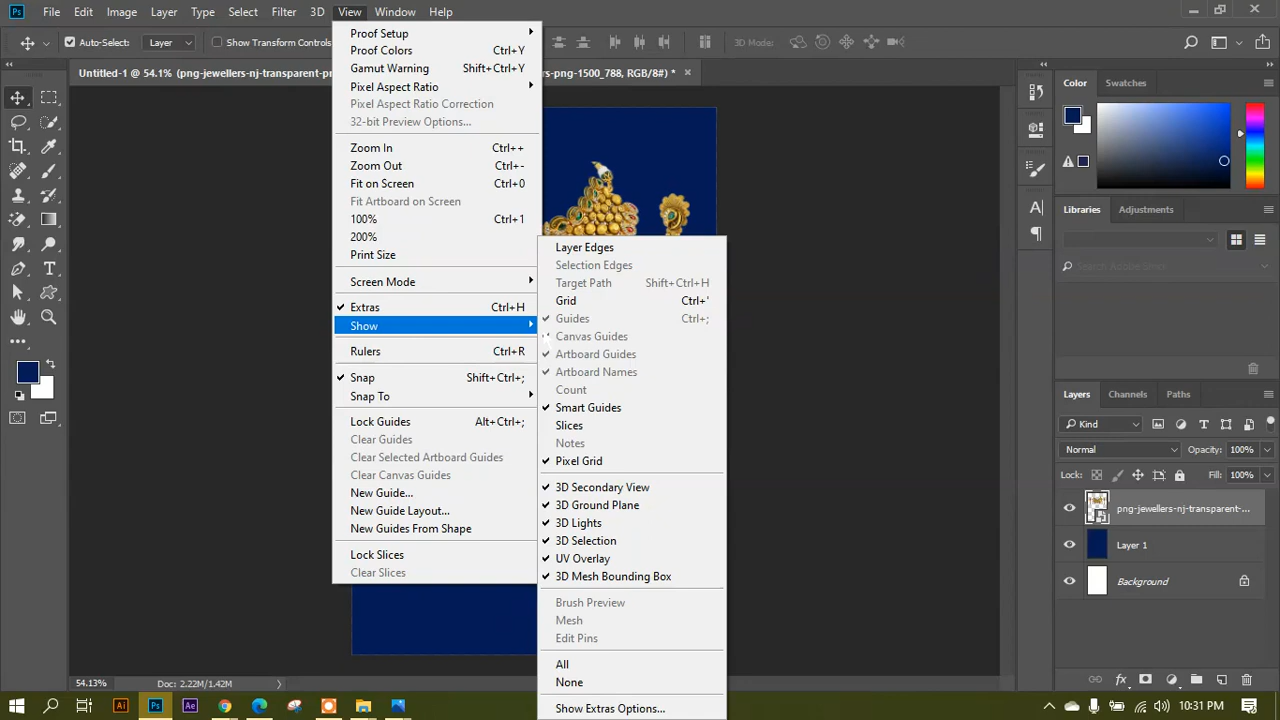 Ps File Edit Image Layer Type Select Filter 3D View Window Help
Auto-Select: Layer Show Transform Controls 3D Mode:
Untitled-1 @ 54.1% (png-jewellers-nj-transparent-pn ers-png-1500_788, RGB/8#) *
Proof Setup
Proof Colors Ctrl+Y
Gamut Warning Shift+Ctrl+Y
Pixel Aspect Ratio
Pixel Aspect Ratio Correction
32-bit Preview Options...
Zoom In Ctrl++
Zoom Out Ctrl+-
Fit on Screen Ctrl+0
Fit Artboard on Screen
100% Ctrl+1
200%
Print Size
Screen Mode
Extras Ctrl+H
Show
Rulers Ctrl+R
Snap Shift+Ctrl+;
Snap To
Lock Guides Alt+Ctrl+;
Clear Guides
Clear Selected Artboard Guides
Clear Canvas Guides
New Guide...
New Guide Layout...
New Guides From Shape
Lock Slices
Clear Slices
Layer Edges
Selection Edges
Target Path Shift+Ctrl+H
Grid Ctrl+'
Guides Ctrl+;
Canvas Guides
Artboard Guides
Artboard Names
Count
Smart Guides
Slices
Notes
Pixel Grid
3D Secondary View
3D Ground Plane
3D Lights
3D Selection
UV Overlay
3D Mesh Bounding Box
Brush Preview
Mesh
Edit Pins
All
None
Show Extras Options...
Color Swatches
Libraries Adjustments
Search Adobe
Layers Channels Paths
Kind
Normal Opacity: 100%
Lock: Fill: 100%
png-jewellers-nj-transparent-...
Layer 1
Background
54.13% Doc: 2.22M/1.42M
Ai Ps Ae 10:31 PM